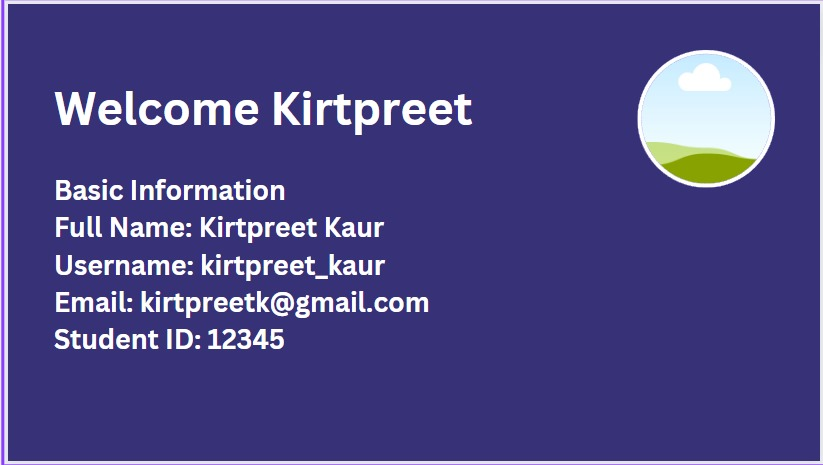 Welcome Kirtpreet
Basic Information
Full Name: Kirtpreet Kaur
Username: kirtpreet_kaur
Email: kirtpreetk@gmail.com
Student ID: 12345